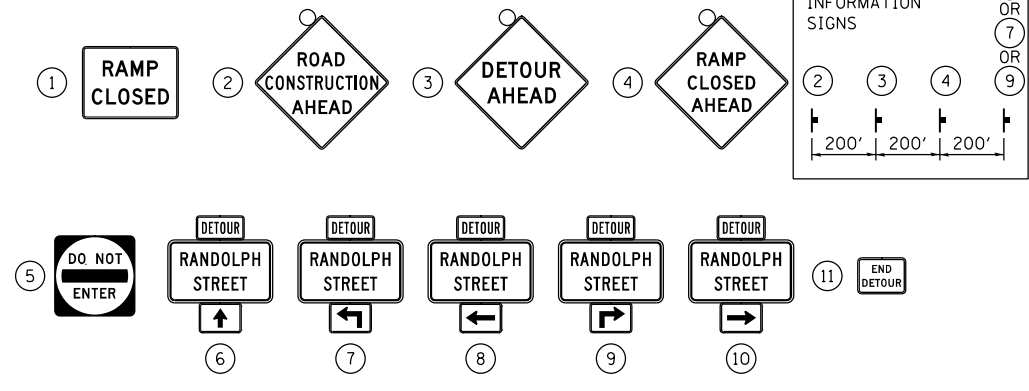 INFORMATION
SIGNS
OR
7
OR
9
1
RAMP
CLOSED
2
ROAD
CONSTRUCTION
AHEAD
3
DETOUR
AHEAD
4
RAMP
CLOSED
AHEAD
2 3 4
200' 200' 200'
5
DO NOT
ENTER
DETOUR
RANDOLPH
STREET
6
DETOUR
RANDOLPH
STREET
7
DETOUR
RANDOLPH
STREET
8
DETOUR
RANDOLPH
STREET
9
DETOUR
RANDOLPH
STREET
10
11
END
DETOUR